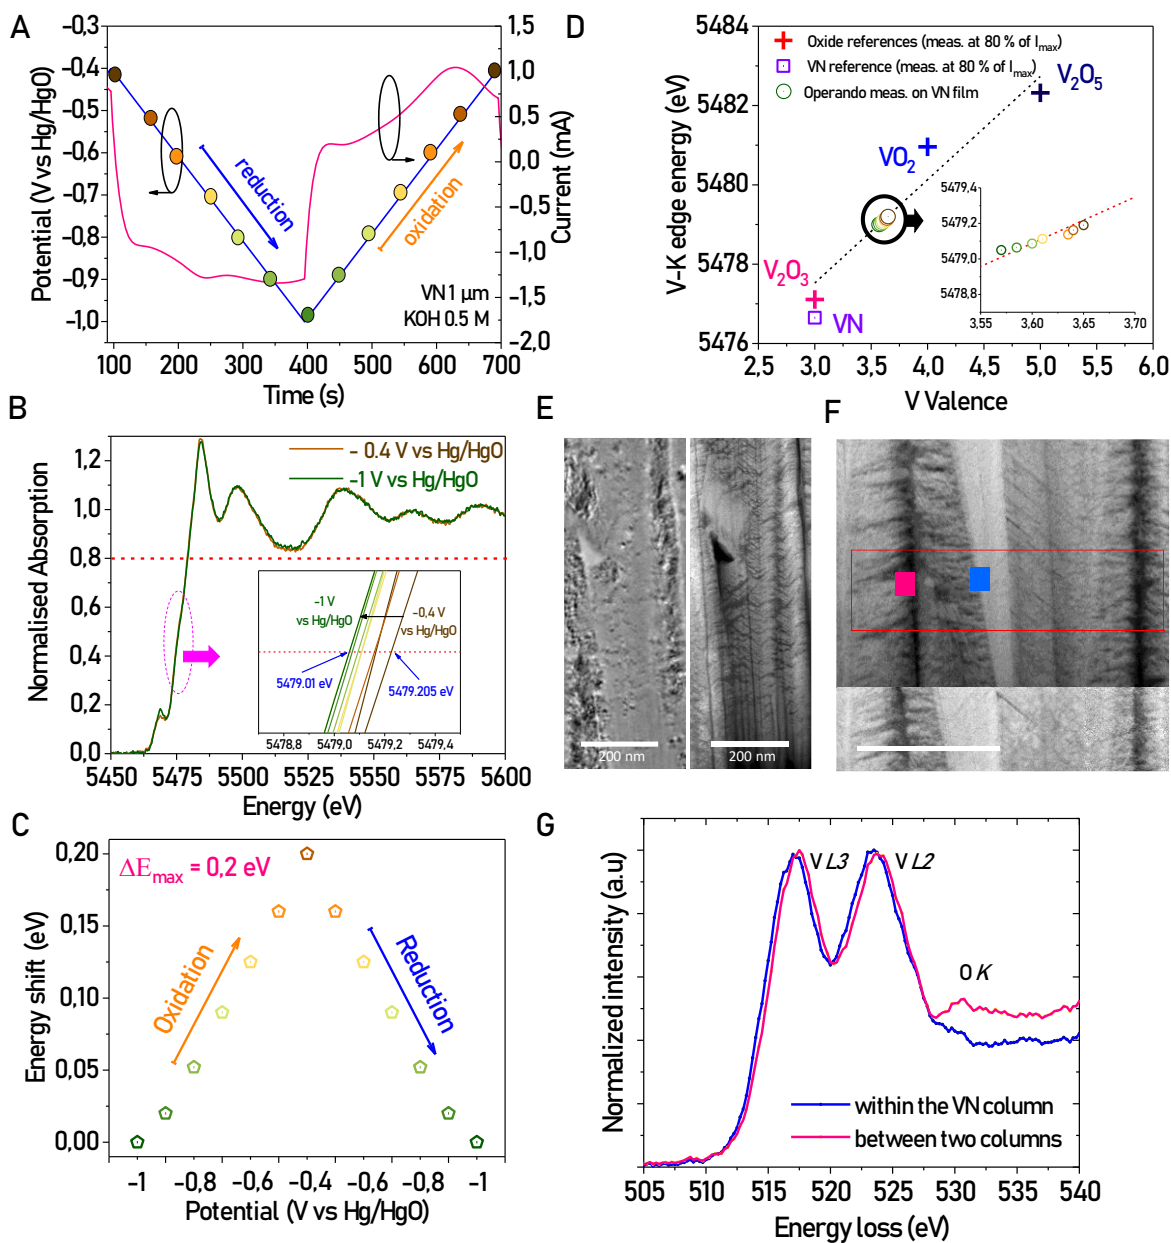 A
−0,3
−0,4
−0,5
−0,6
−0,7
−0,8
−0,9
−1,0
Potential (V vs Hg/HgO)
1,5
1,0
0,5
0,0
−0,5
−1,0
−1,5
−2,0
Current (mA)
reduction
oxidation
VN 1 µm
KOH 0.5 M
100 200 300 400 500 600 700
Time (s)
D
5484
5482
5480
5478
5476
V-K edge energy (eV)
Oxide references (meas. at 80 % of Imax)
VN reference (meas. at 80 % of Imax)
Operando meas. on VN film
V2O5
VO2
V2O3
VN
5479,4
5479,2
5479,0
5478,8
3,55 3,60 3,65 3,70
2,5 3,0 3,5 4,0 4,5 5,0 5,5 6,0
V Valence
B
1,2
1,0
0,8
0,6
0,4
0,2
0,0
Normalised Absorption
− 0.4 V vs Hg/HgO
−1 V vs Hg/HgO
−1 V
vs Hg/HgO
−0,4 V
vs Hg/HgO
5479.01 eV
5479.205 eV
5478,8 5479,0 5479,2 5479,4
5450 5475 5500 5525 5550 5575 5600
Energy (eV)
E
200 nm
200 nm
F
C
0,20
0,15
0,10
0,05
0,00
Energy shift (eV)
ΔEmax = 0,2 eV
Oxidation
Reduction
−1 −0,8 −0,6 −0,4 −0,6 −0,8 −1
Potential (V vs Hg/HgO)
G
Normalized intensity (a.u)
V L3
V L2
O K
within the VN column
between two columns
505 510 515 520 525 530 535 540
Energy loss (eV)